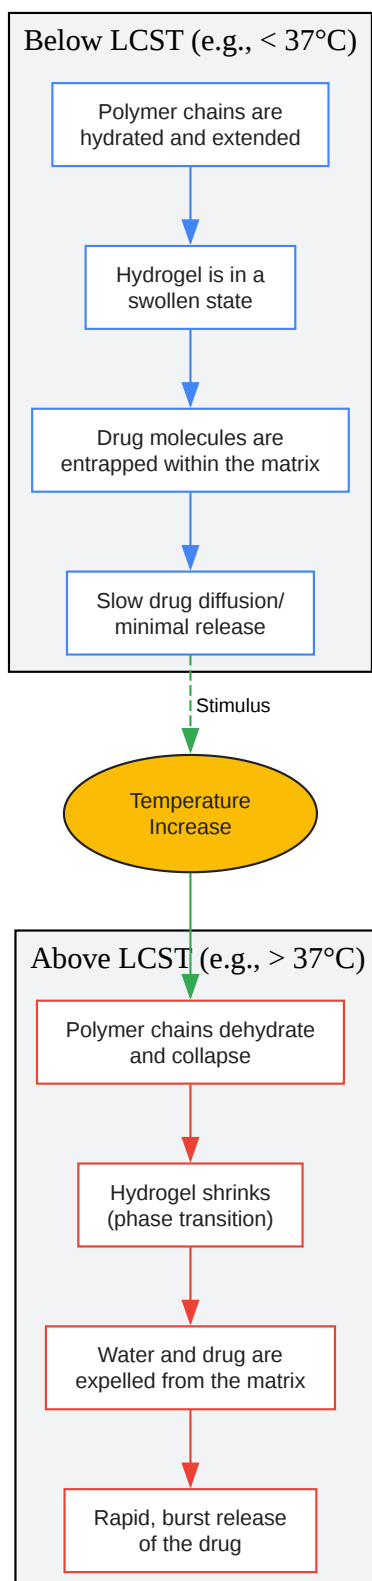 Below LCST (e.g., < 37°C)
Polymer chains are
hydrated and extended
Hydrogel is in a
swollen state
Drug molecules are
entrapped within the matrix
Slow drug diffusion/
minimal release
Stimulus
Temperature
Increase
Above LCST (e.g., > 37°C)
Polymer chains dehydrate
and collapse
Hydrogel shrinks
(phase transition)
Water and drug are
expelled from the matrix
Rapid, burst release
of the drug